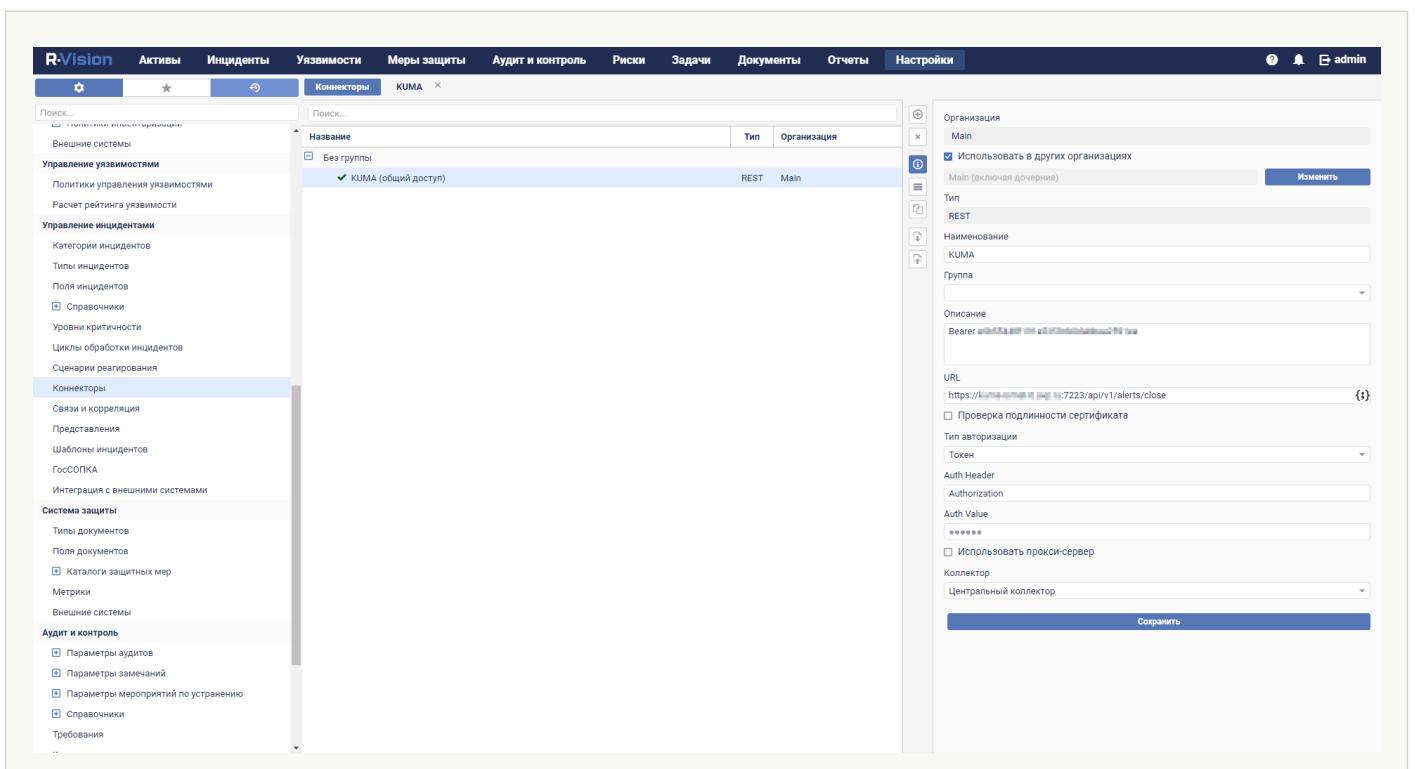 R·Vision Активы Инциденты Уязвимости Меры защиты Аудит и контроль Риски Задачи Документы Отчеты Настройки admin
Коннекторы KUMA
Поиск...
Внешние системы
Управление уязвимостями
Политики управления уязвимостями
Расчет рейтинга уязвимости
Управление инцидентами
Категории инцидентов
Типы инцидентов
Поля инцидентов
Справочники
Уровни критичности
Циклы обработки инцидентов
Сценарии реагирования
Коннекторы
Связи и корреляция
Представления
Шаблоны инцидентов
ГосСОПКА
Интеграция с внешними системами
Система защиты
Типы документов
Поля документов
Каталоги защитных мер
Метрики
Внешние системы
Аудит и контроль
Параметры аудитов
Параметры замечаний
Параметры мероприятий по устранению
Справочники
Требования
Поиск...
Название Тип Организация
Без группы
KUMA (общий доступ) REST Main
Организация
Main
Использовать в других организациях
Main (включая дочерние) Изменить
Тип
REST
Наименование
KUMA
Группа
Описание
Bearer
URL
https:// :7223/api/v1/alerts/close
Проверка подлинности сертификата
Тип авторизации
Токен
Auth Header
Authorization
Auth Value
Использовать прокси-сервер
Коллектор
Центральный коллектор
Сохранить